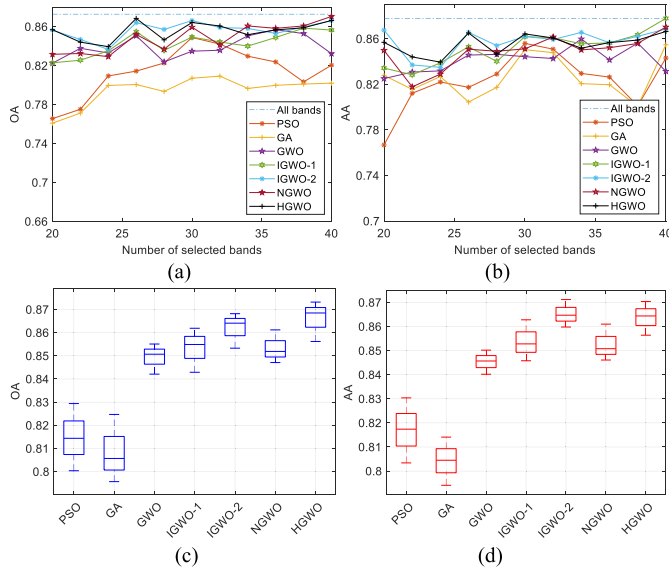 0.86
0.82
0.78
0.74
0.7
0.66
OA
20
25
30
35
40
Number of selected bands
All bands
PSO
GA
GWO
IGWO-1
IGWO-2
NGWO
HGWO
(a)
0.86
0.82
0.78
0.74
0.7
AA
20
25
30
35
40
Number of selected bands
All bands
PSO
GA
GWO
IGWO-1
IGWO-2
NGWO
HGWO
(b)
0.87
0.86
0.85
0.84
0.83
0.82
0.81
0.8
OA
PSO
GA
GWO
IGWO-1
IGWO-2
NGWO
HGWO
(c)
0.87
0.86
0.85
0.84
0.83
0.82
0.81
0.8
AA
PSO
GA
GWO
IGWO-1
IGWO-2
NGWO
HGWO
(d)